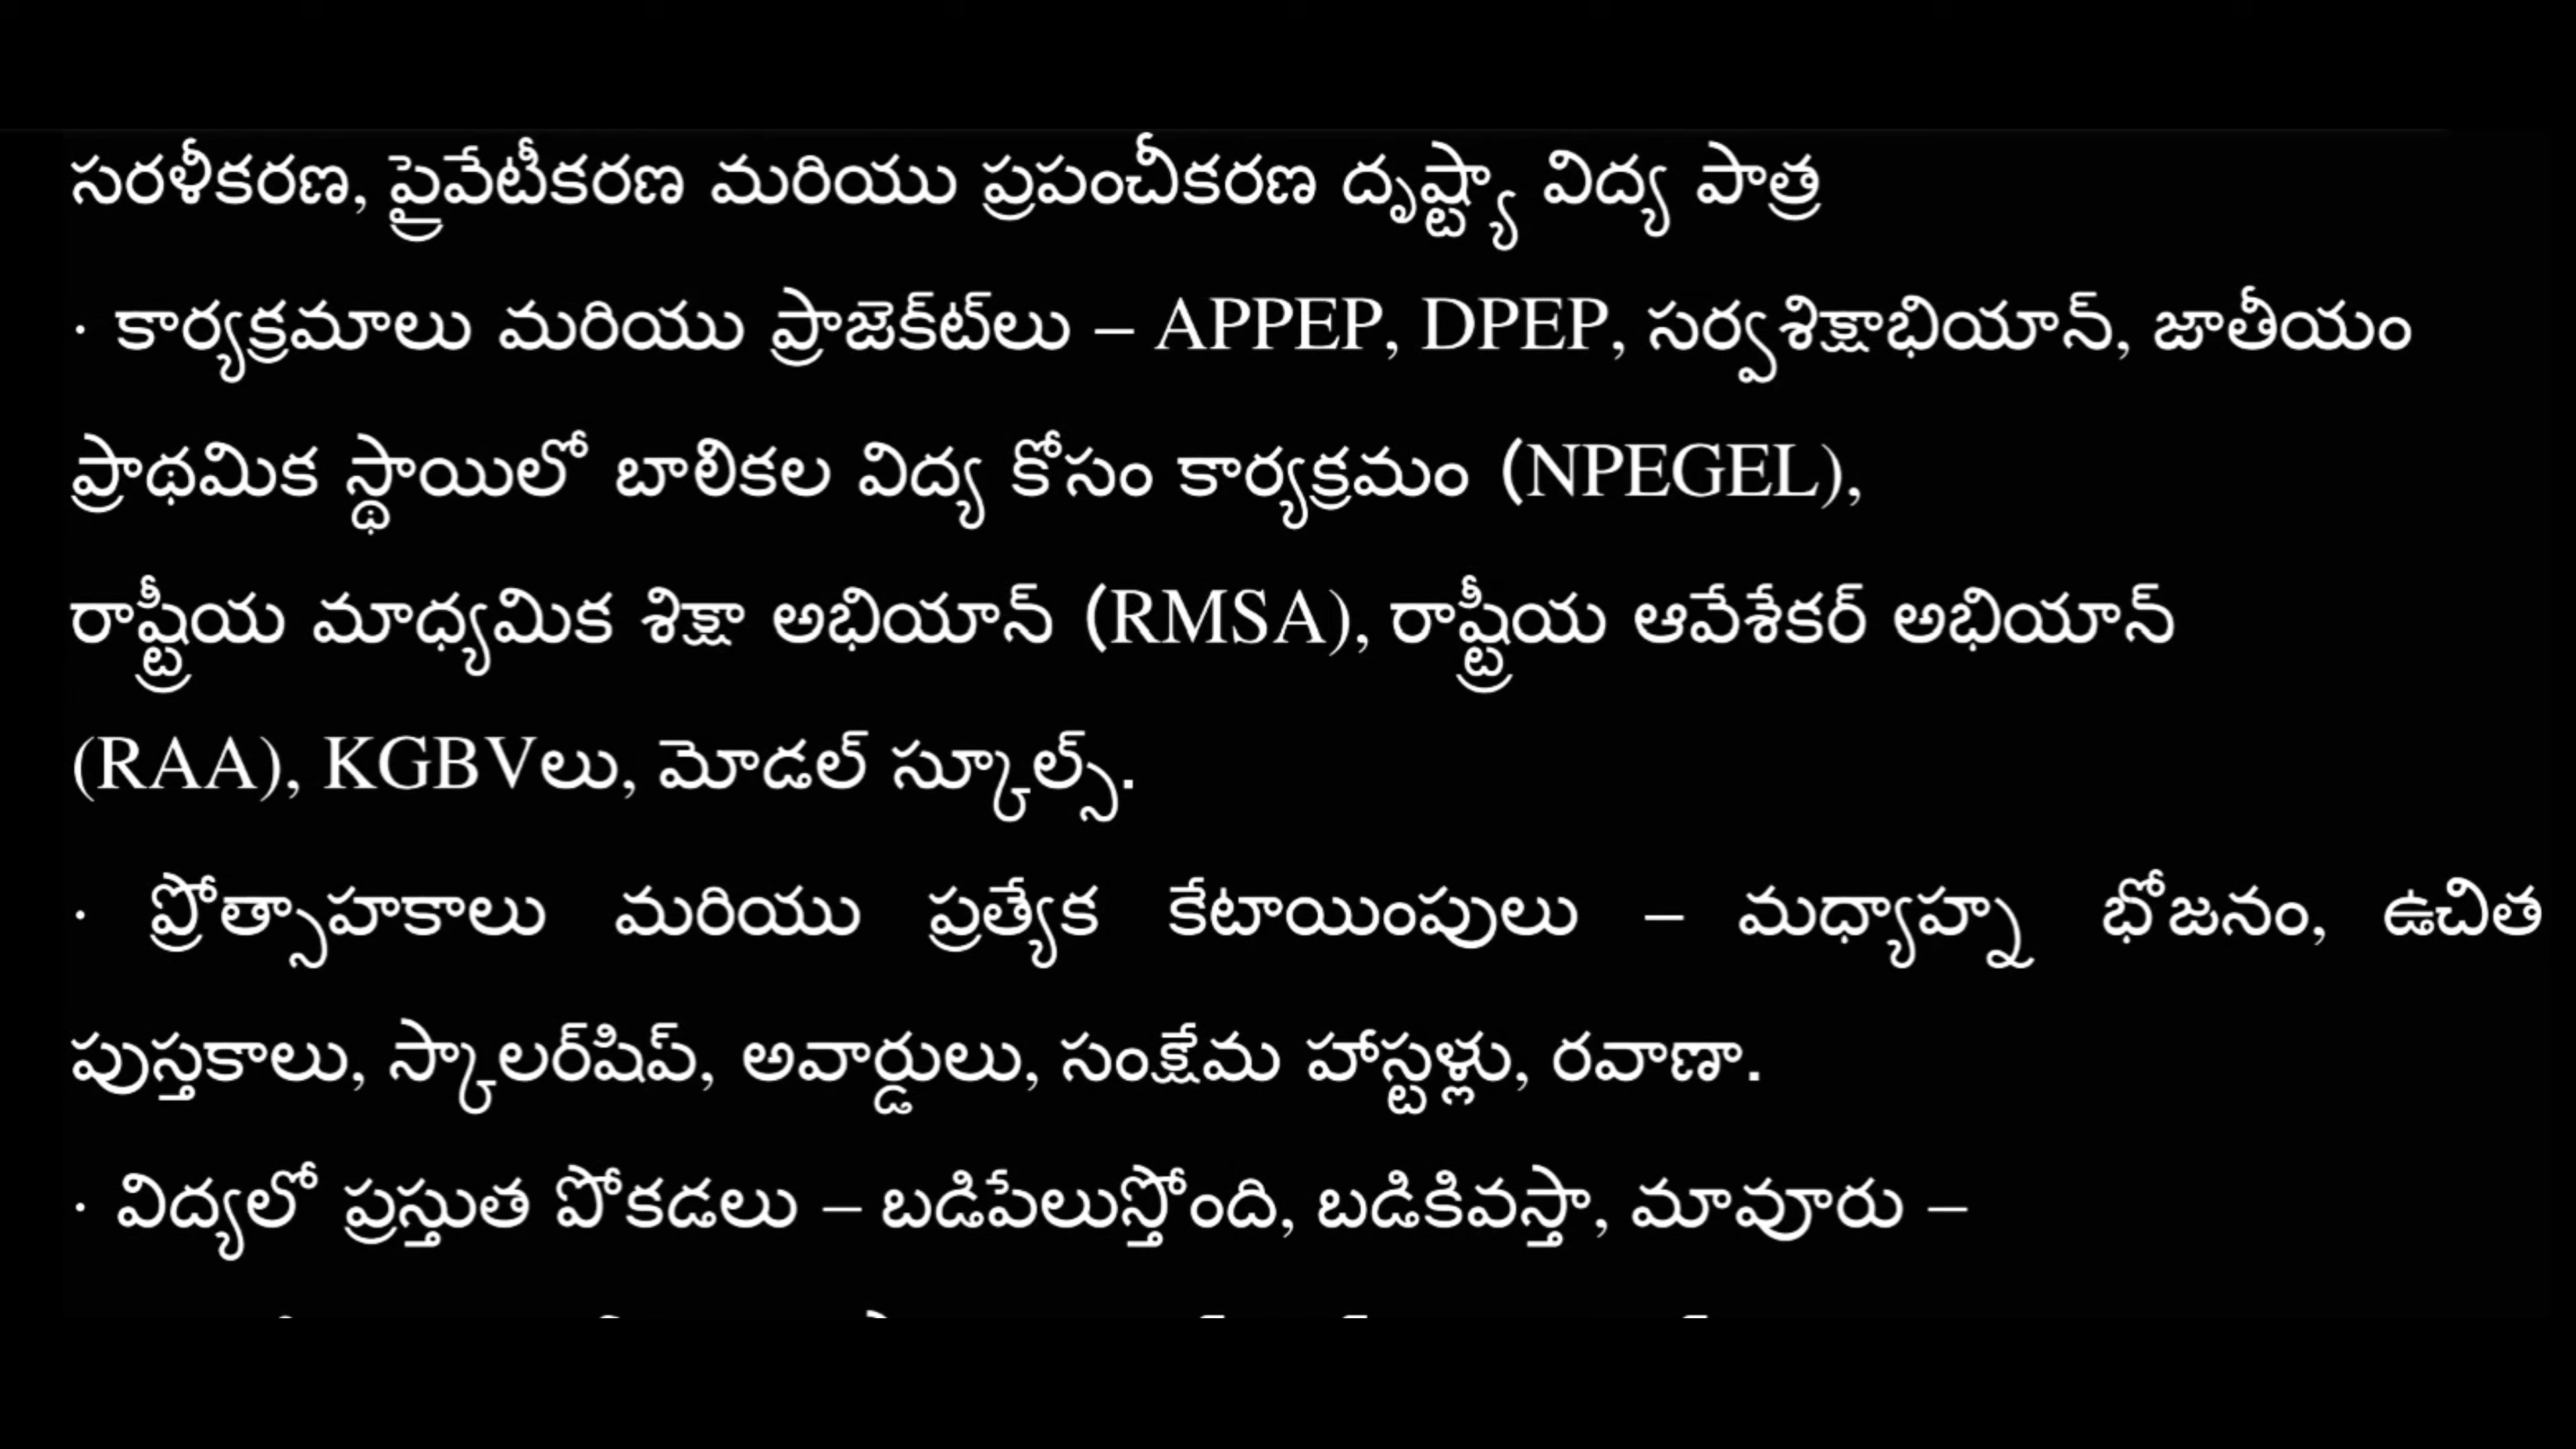 సరళీకరణ, ప్రైవేటీకరణ మరియు ప్రపంచీకరణ దృష్ట్యా విద్య పాత్ర
· కార్యక్రమాలు మరియు ప్రాజెక్ట్‌లు – APPEP, DPEP, సర్వశిక్షాభియాన్, జాతీయం
ప్రాథమిక స్థాయిలో బాలికల విద్య కోసం కార్యక్రమం (NPEGEL),
రాష్ట్రీయ మాధ్యమిక శిక్షా అభియాన్ (RMSA), రాష్ట్రీయ ఆవేశేకర్ అభియాన్
(RAA), KGBVలు, మోడల్ స్కూల్స్.
· ప్రోత్సాహకాలు మరియు ప్రత్యేక కేటాయింపులు – మధ్యాహ్న భోజనం, ఉచిత
పుస్తకాలు, స్కాలర్‌షిప్, అవార్డులు, సంక్షేమ హాస్టళ్లు, రవాణా.
· విద్యలో ప్రస్తుత పోకడలు – బడిపేలుస్తోంది, బడికివస్తా, మావూరు –